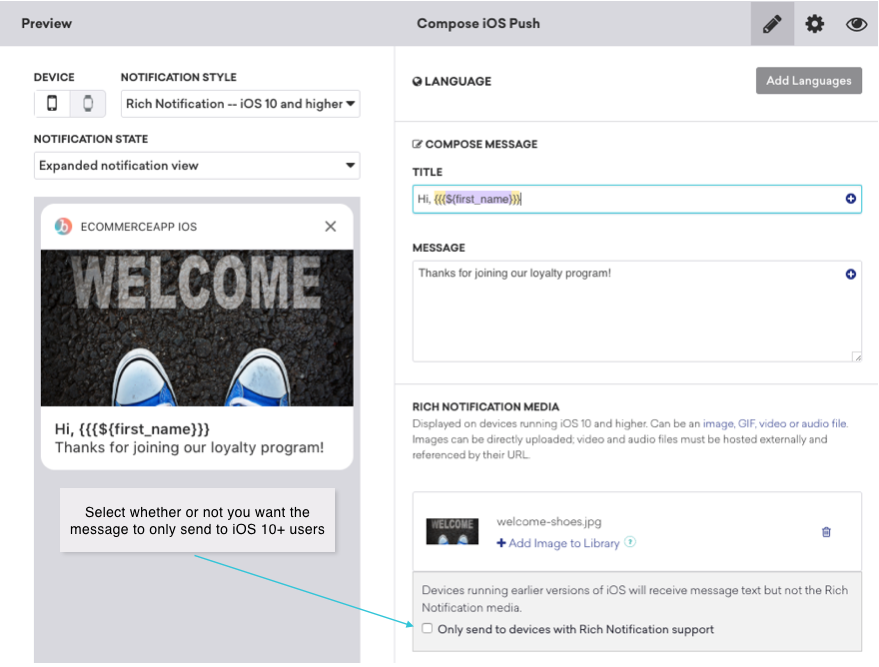 Preview
Compose iOS Push
DEVICE
NOTIFICATION STYLE
Rich Notification -- iOS 10 and higher
NOTIFICATION STATE
Expanded notification view
ECOMMERCEAPP IOS
WELCOME
Hi, {{{${first_name}}}}
Thanks for joining our loyalty program!
Select whether or not you want the
message to only send to iOS 10+ users
LANGUAGE
Add Languages
COMPOSE MESSAGE
TITLE
Hi, {{{${first_name}}}}
MESSAGE
Thanks for joining our loyalty program!
RICH NOTIFICATION MEDIA
Displayed on devices running iOS 10 and higher. Can be an image, GIF, video or audio file.
Images can be directly uploaded; video and audio files must be hosted externally and
referenced by their URL.
WELCOME
welcome-shoes.jpg
Add Image to Library ?
Devices running earlier versions of iOS will receive message text but not the Rich
Notification media.
Only send to devices with Rich Notification support